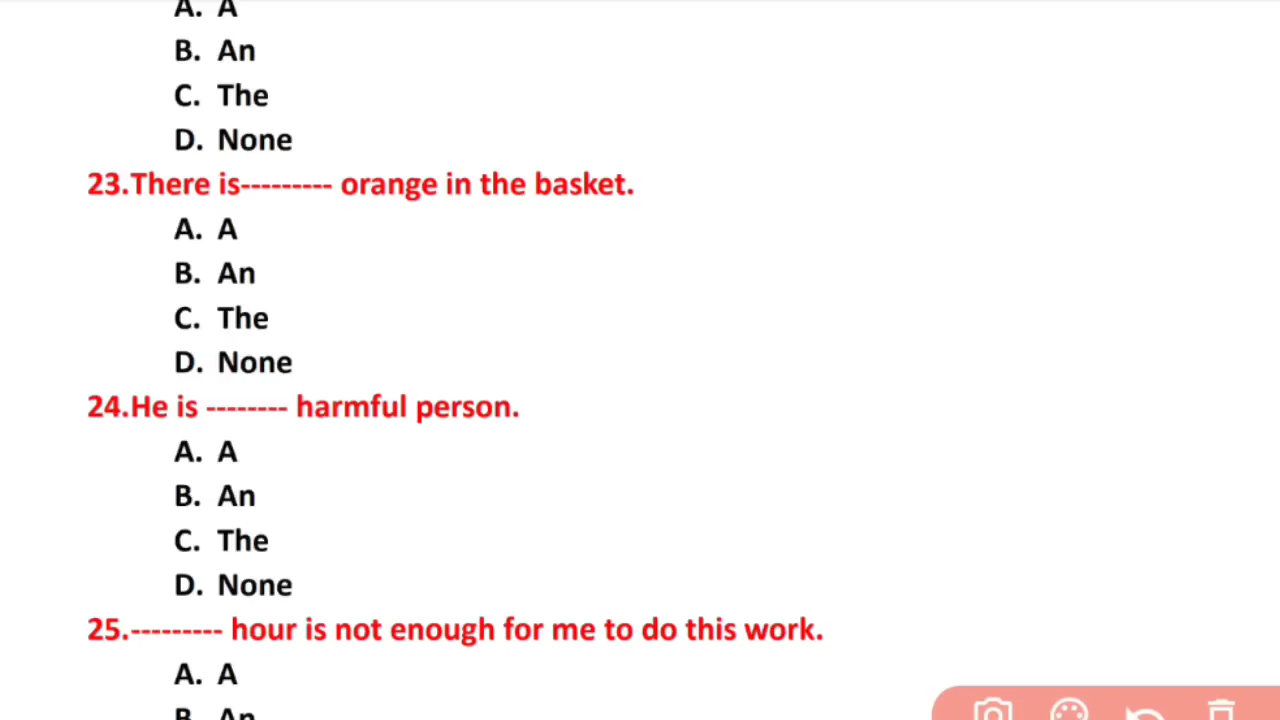 A. A
B. An
C. The
D. None
23.There is--------- orange in the basket.
A. A
B. An
C. The
D. None
24.He is -------- harmful person.
A. A
B. An
C. The
D. None
25.--------- hour is not enough for me to do this work.
A. A
B. An